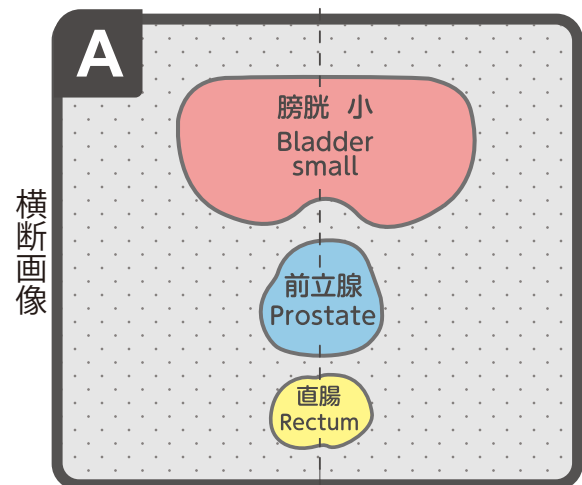 A
横断画像
膀胱 小
Bladder
small
前立腺
Prostate
直腸
Rectum